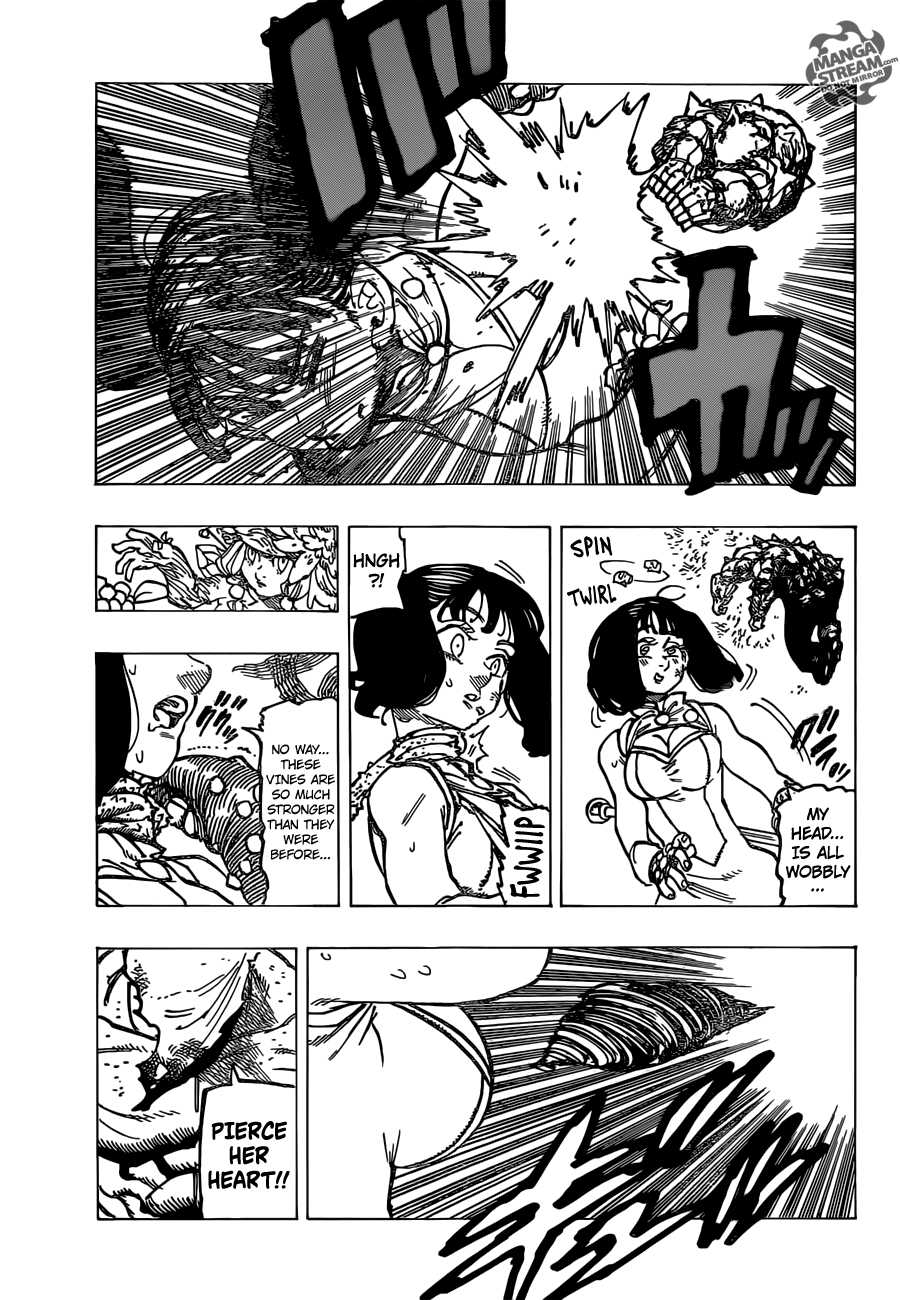 MANGA
STREAM.com
DO NOT MIRROR
SPIN
TWIRL
MY
HEAD...
IS ALL
WOBBLY
...
HNGH
?!
FWWIIP
NO WAY...
THESE
VINES ARE
SO MUCH
STRONGER
THAN THEY
WERE
BEFORE...
PIERCE
HER
HEART!!